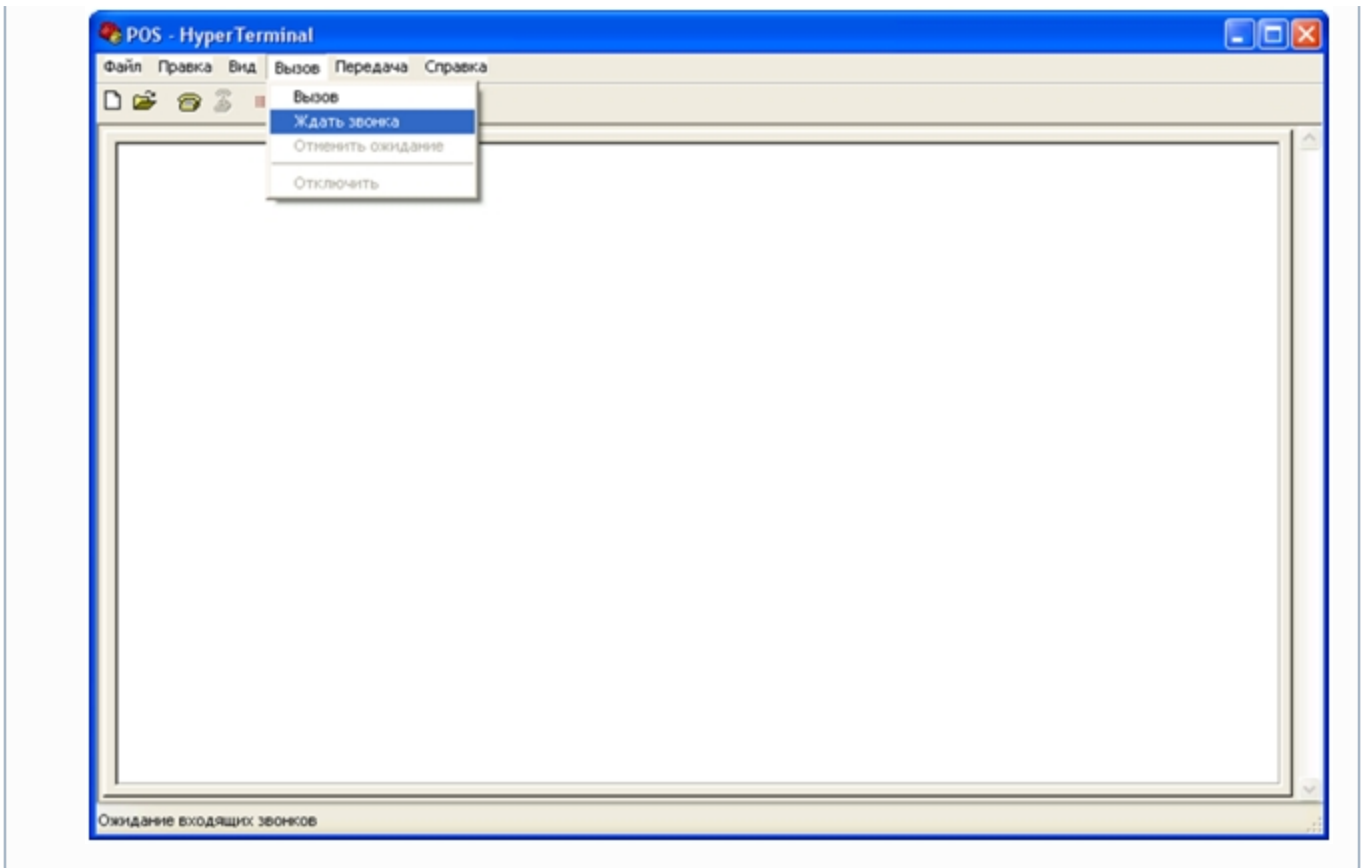 POS - HyperTerminal
Файл Правка Вид Вызов Передача Справка
Вызов
Ждать звонка
Отменить ожидание
Отключить
Ожидание входящих звонков